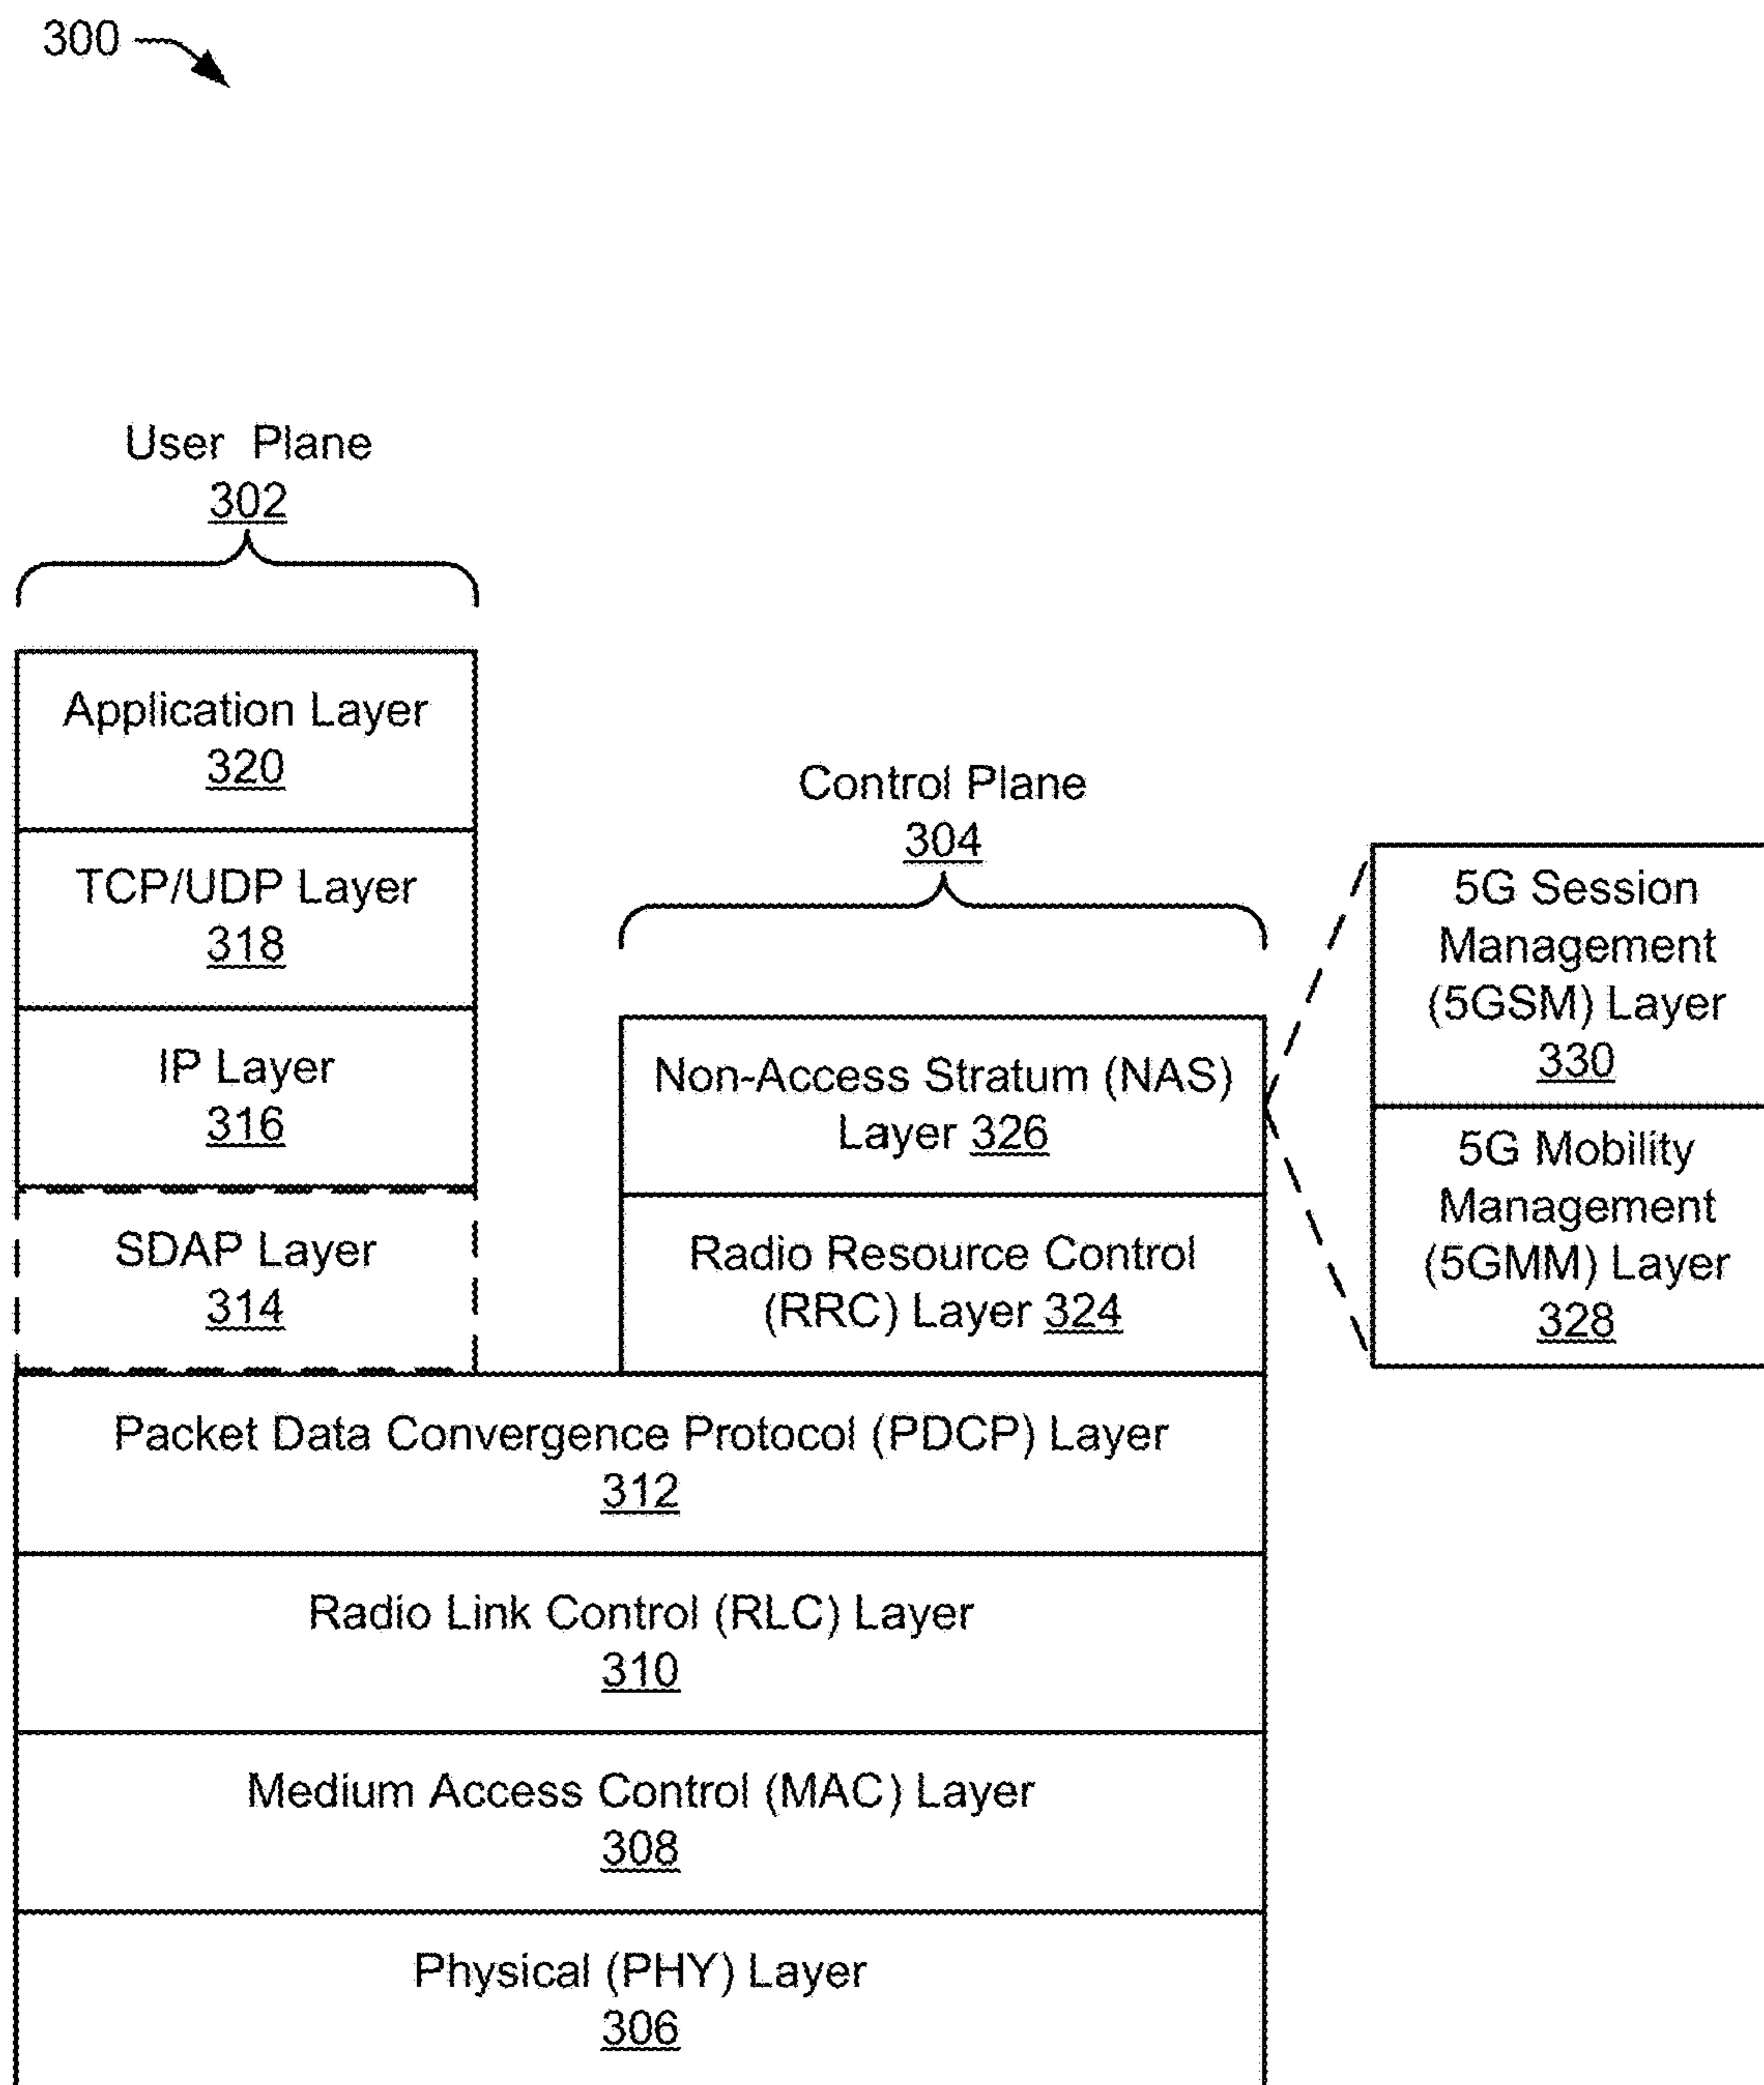 300
User Plane
302
Application Layer
320
TCP/UDP Layer
318
IP Layer
316
SDAP Layer
314
Control Plane
304
Non-Access Stratum (NAS)
Layer 326
Radio Resource Control
(RRC) Layer 324
5G Session
Management
(5GSM) Layer
330
5G Mobility
Management
(5GMM) Layer
328
Packet Data Convergence Protocol (PDCP) Layer
312
Radio Link Control (RLC) Layer
310
Medium Access Control (MAC) Layer
308
Physical (PHY) Layer
306